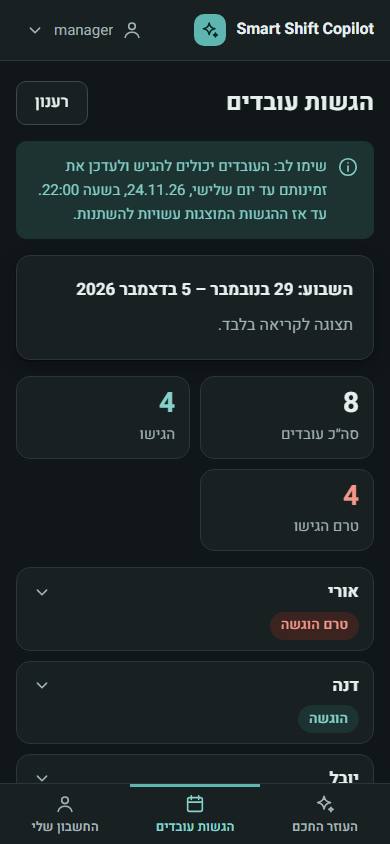 Smart Shift Copilot
manager
הגשות עובדים
רענון
שימו לב: העובדים יכולים להגיש ולעדכן את
זמינותם עד יום שלישי, 24.11.26, בשעה 22:00.
עד אז ההגשות המוצגות עשויות להשתנות.
השבוע: 29 בנובמבר – 5 בדצמבר 2026
תצוגה לקריאה בלבד.
8
סה״כ עובדים
4
הגישו
4
טרם הגישו
אורי
טרם הוגשה
דנה
הוגשה
יובל
העוזר החכם
הגשות עובדים
החשבון שלי